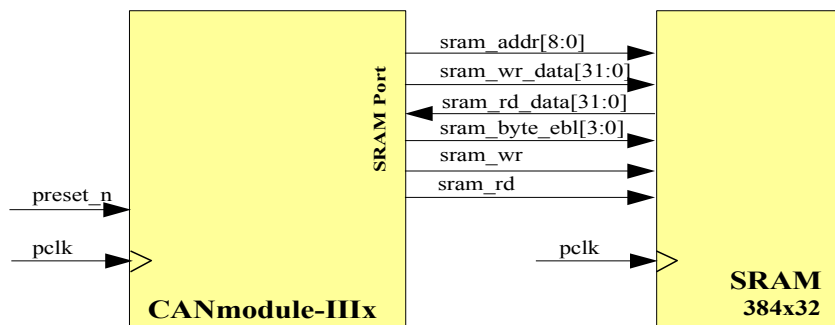 sram_addr[8:0]
sram_wr_data[31:0]
sram_rd_data[31:0]
sram_byte_ebl[3:0]
sram_wr
sram_rd
SRAM Port
preset_n
pclk
pclk
CANmodule-IIIx
SRAM
384x32